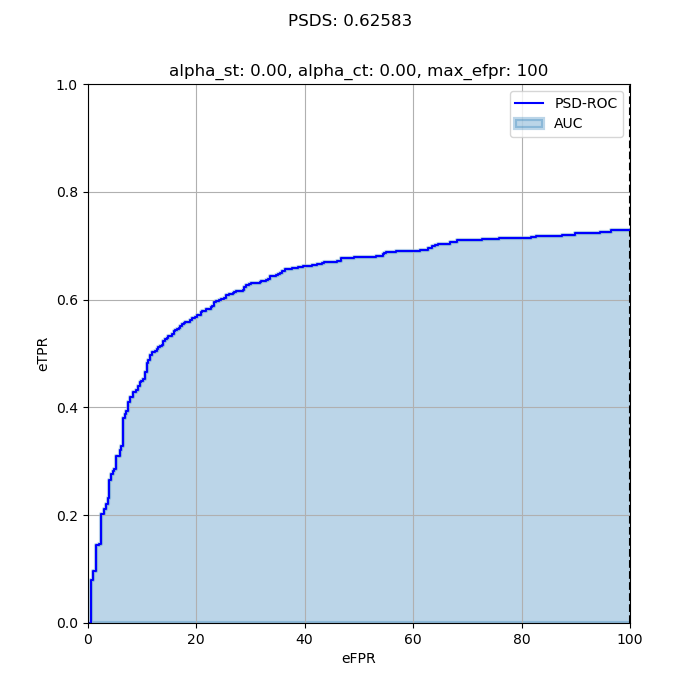 PSDS: 0.62583
alpha_st: 0.00, alpha_ct: 0.00, max_efpr: 100
PSD-ROC
AUC
1.0
0.8
0.6
0.4
0.2
0.0
eTPR
0 20 40 60 80 100
eFPR